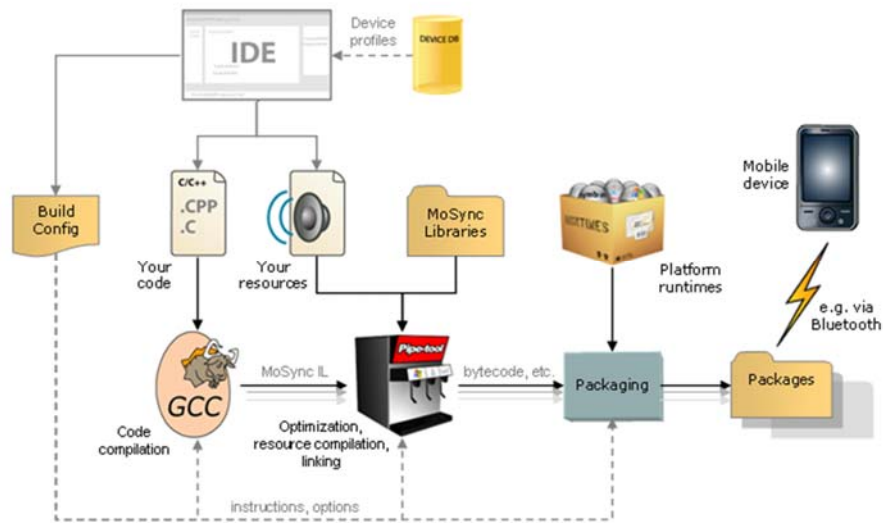 IDE
Device
profiles
DEVICE DB
Build
Config
C/C++
.CPP
.C
MoSync
Libraries
Your
code
Your
resources
Platform
runtimes
Mobile
device
e.g. via
Bluetooth
GCC
Code
compilation
MoSync IL
Pipe-tool
Optimization,
resource compilation,
linking
bytecode, etc.
Packaging
Packages
instructions, options